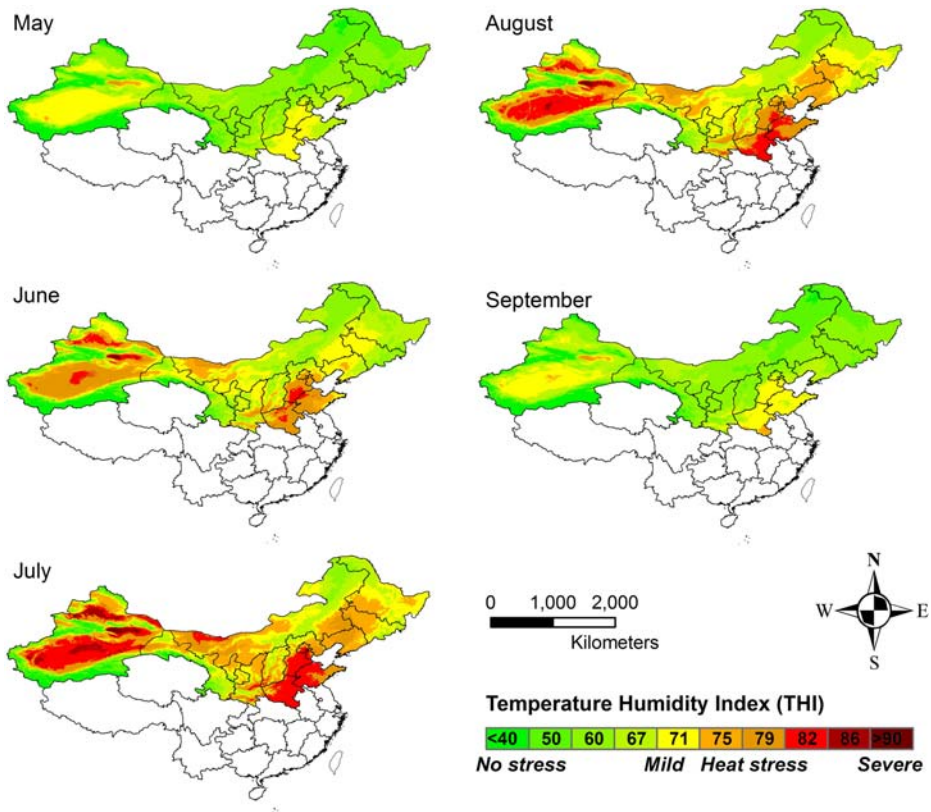 May
August
June
September
July
N
W E
S
0 1,000 2,000
Kilometers
Temperature Humidity Index (THI)
<40 50 60 67 71 75 79 82 86 >90
No stress Mild Heat stress Severe